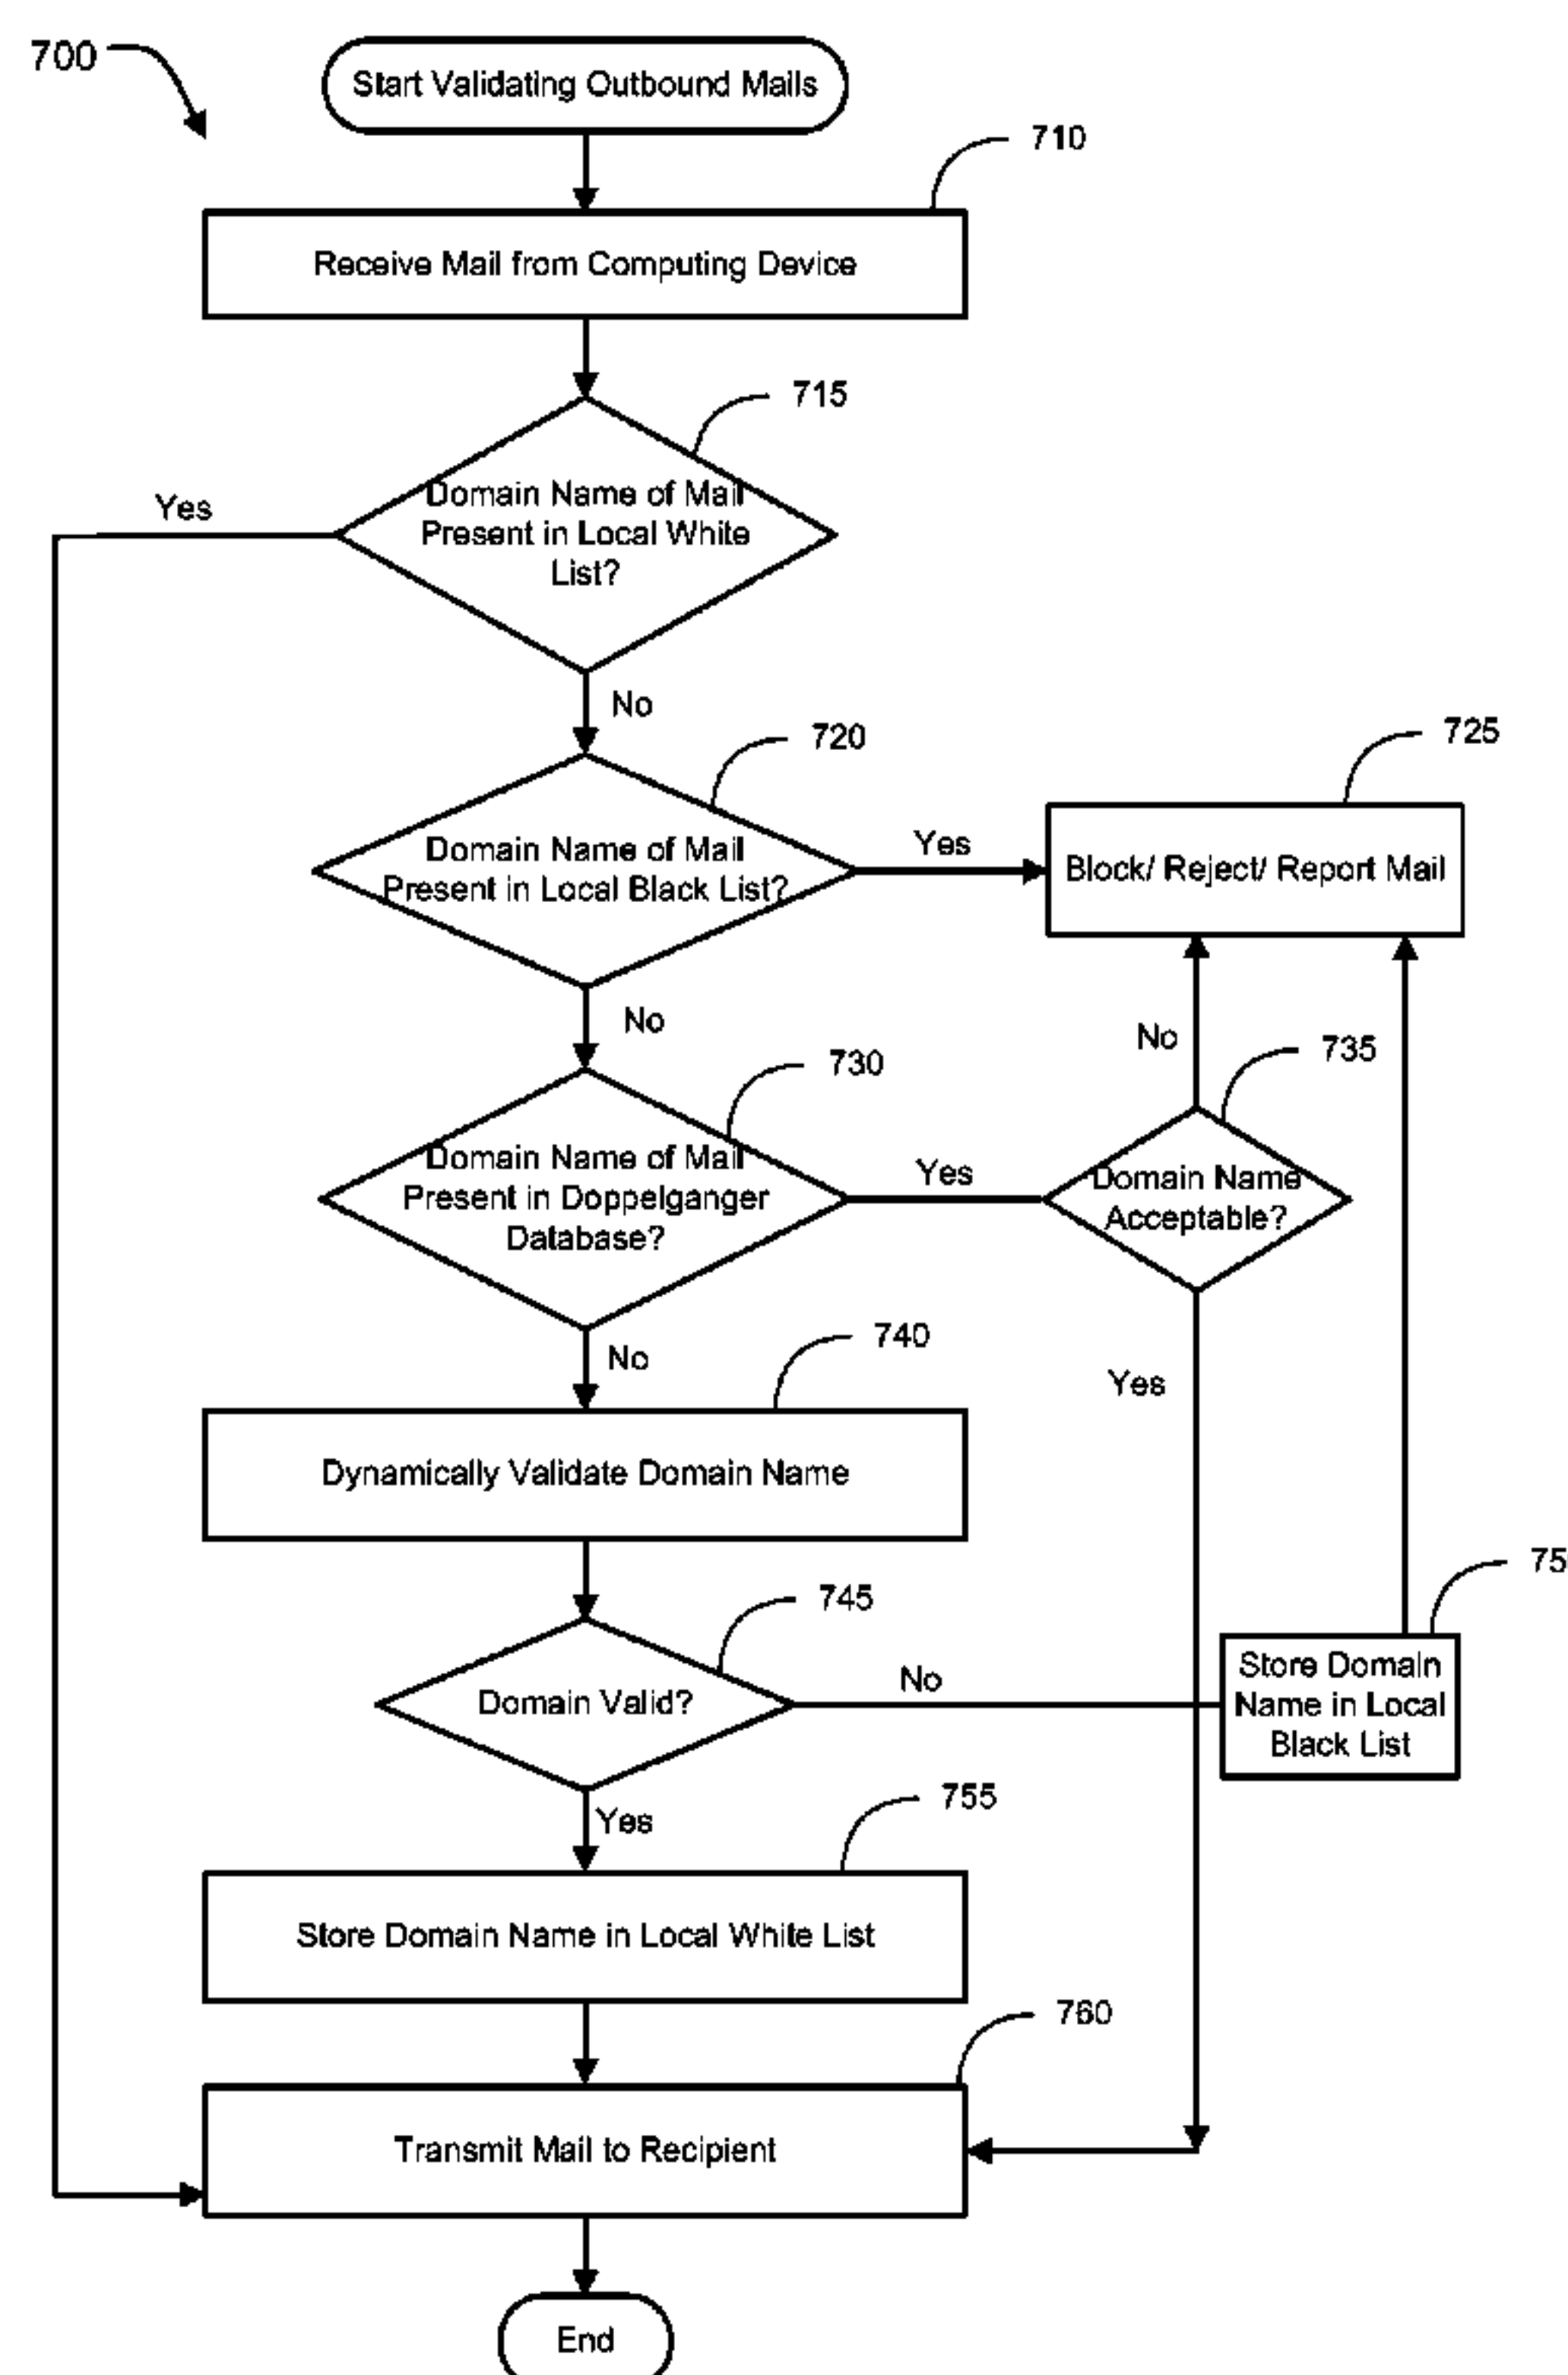 700
Start Validating Outbound Mails
710
Receive Mail from Computing Device
715
Domain Name of Mail
Present in Local White
List?
Yes
No
720
725
Domain Name of Mail
Present in Local Black List?
Yes
Block/ Reject/ Report Mail
No
No
730
735
Domain Name of Mail
Present in Doppelganger
Database?
Yes
Domain Name
Acceptable?
No
740
Yes
Dynamically Validate Domain Name
75
745
Domain Valid?
No
Store Domain
Name in Local
Black List
Yes
755
Store Domain Name in Local White List
760
Transmit Mail to Recipient
End